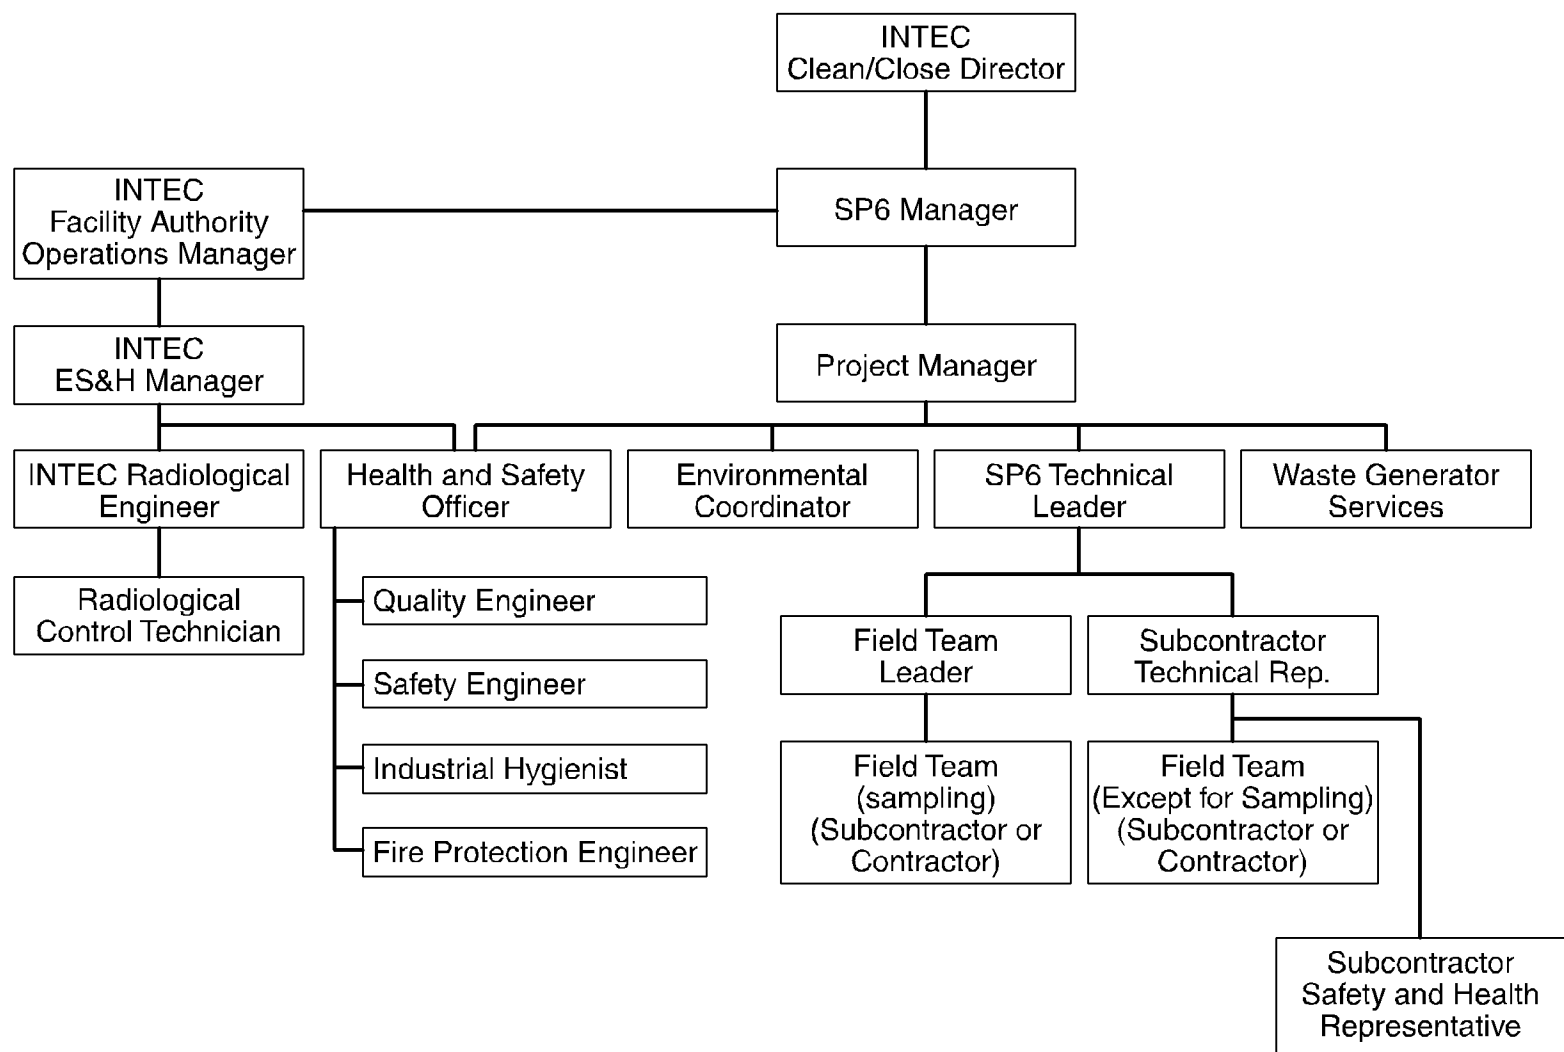 INTEC
Clean/Close Director
INTEC
Facility Authority
Operations Manager
SP6 Manager
INTEC
ES&H Manager
Project Manager
INTEC Radiological
Engineer
Health and Safety
Officer
Environmental
Coordinator
SP6 Technical
Leader
Waste Generator
Services
Radiological
Control Technician
Quality Engineer
Safety Engineer
Industrial Hygienist
Fire Protection Engineer
Field Team
Leader
Subcontractor
Technical Rep.
Field Team
(sampling)
(Subcontractor or
Contractor)
Field Team
(Except for Sampling)
(Subcontractor or
Contractor)
Subcontractor
Safety and Health
Representative